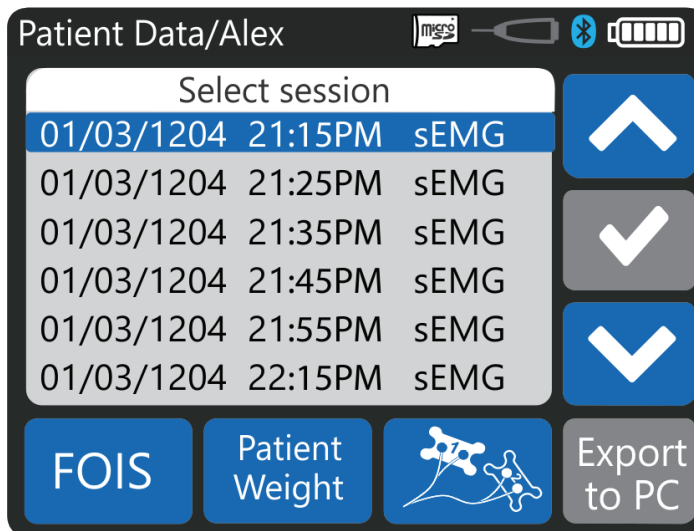 Patient Data/Alex
micro
Select session
01/03/1204 21:15PM sEMG
01/03/1204 21:25PM sEMG
01/03/1204 21:35PM sEMG
01/03/1204 21:45PM sEMG
01/03/1204 21:55PM sEMG
01/03/1204 22:15PM sEMG
FOIS
Patient
Weight
1
2
Export
to PC